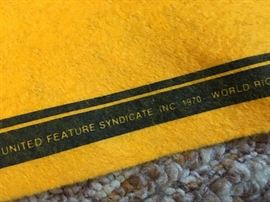 UNITED FEATURE SYNDICATE INC. 1970 - WORLD